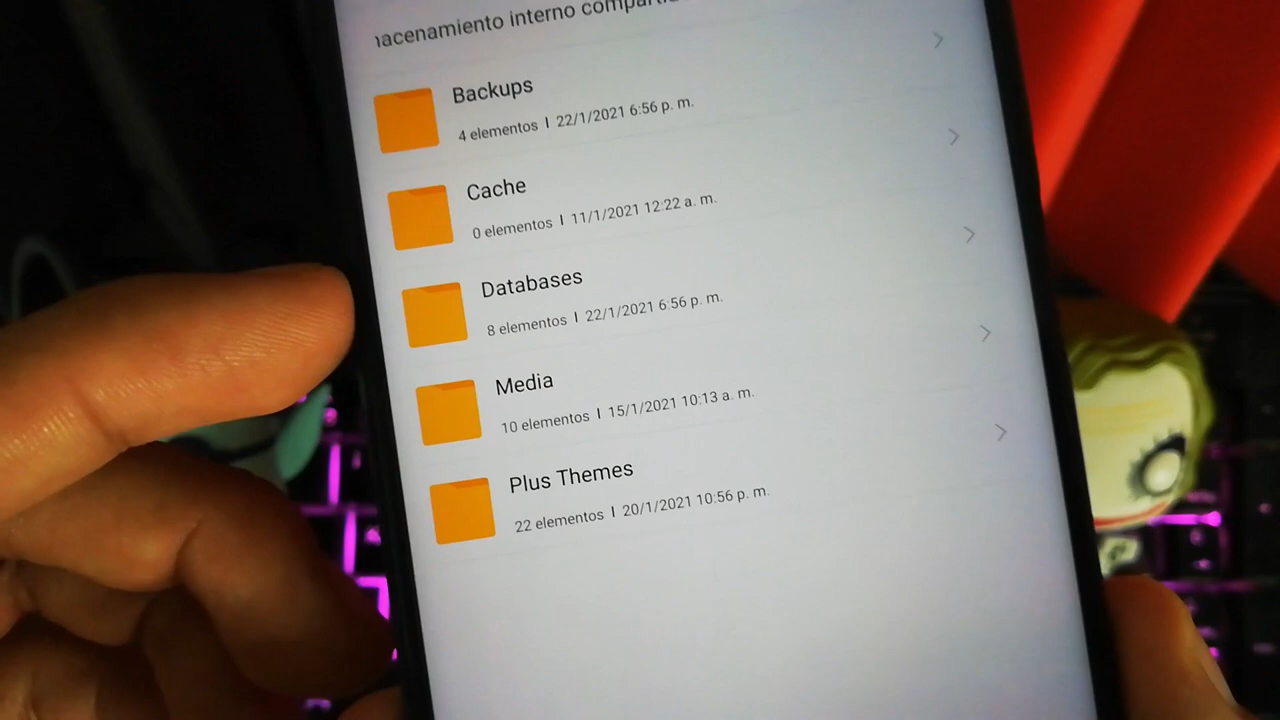 interno
Backups
4 elementos | 22/1/2021 6:56 p. m.
Cache
0 elementos | 11/1/2021 12:22 a. m.
Databases
8 elementos | 22/1/2021 6:56 p. m.
Media
10 elementos | 15/1/2021 10:13 a. m.
Plus Themes
22 elementos | 20/1/2021 10:56 p. m.